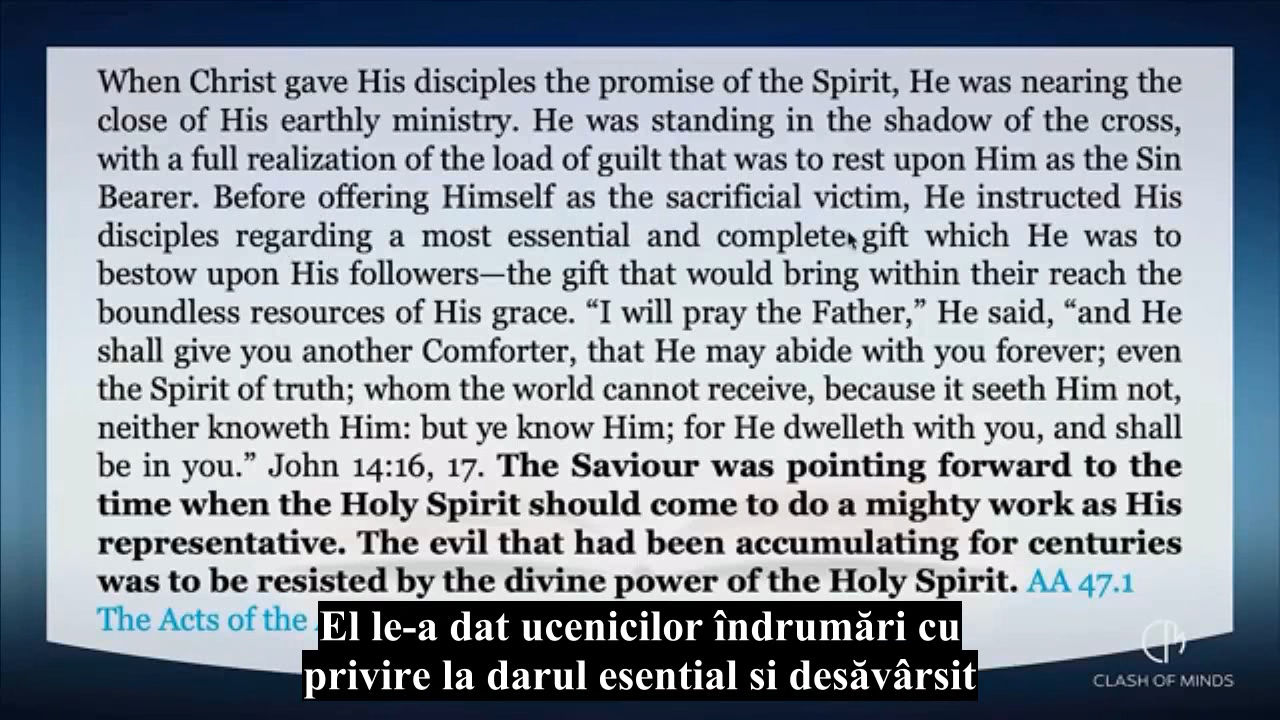 When Christ gave His disciples the promise of the Spirit, He was nearing the
close of His earthly ministry. He was standing in the shadow of the cross,
with a full realization of the load of guilt that was to rest upon Him as the Sin
Bearer. Before offering Himself as the sacrificial victim, He instructed His
disciples regarding a most essential and complete gift which He was to
bestow upon His followers—the gift that would bring within their reach the
boundless resources of His grace. “I will pray the Father,” He said, “and He
shall give you another Comforter, that He may abide with you forever; even
the Spirit of truth; whom the world cannot receive, because it seeth Him not,
neither knoweth Him: but ye know Him; for He dwelleth with you, and shall
be in you.” John 14:16, 17. The Saviour was pointing forward to the
time when the Holy Spirit should come to do a mighty work as His
representative. The evil that had been accumulating for centuries
was to be resisted by the divine power of the Holy Spirit. AA 47.1
The Acts of the
El le-a dat ucenicilor îndrumări cu
privire la darul esential si desăvârsit
CLASH OF MINDS